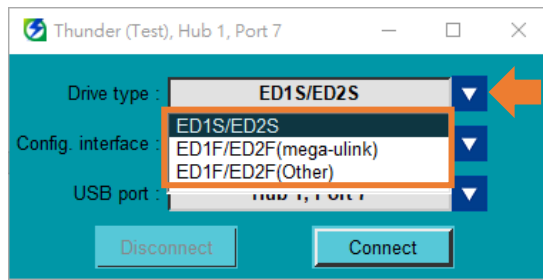 Thunder (Test), Hub 1, Port 7
Drive type : ED1S/ED2S
ED1S/ED2S
Config. interface : ED1F/ED2F(mega-ulink)
ED1F/ED2F(Other)
USB port : Hub 1, Port 7
Disconnect Connect